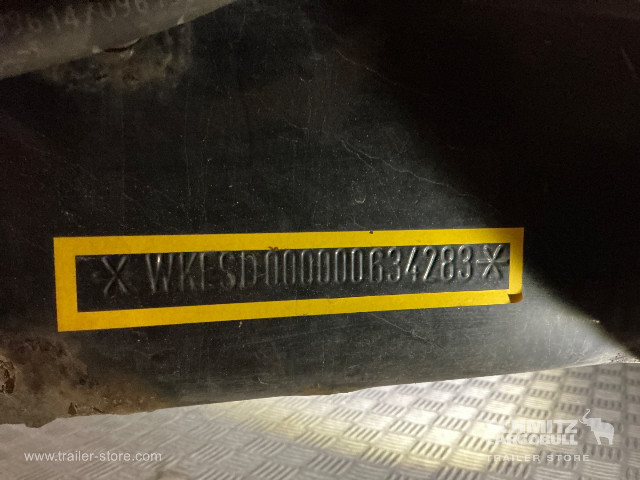 * WKESD000000634283 *
www.trailer-store.com
SCHMITZ
CARGOBULL
TRAILER STORE